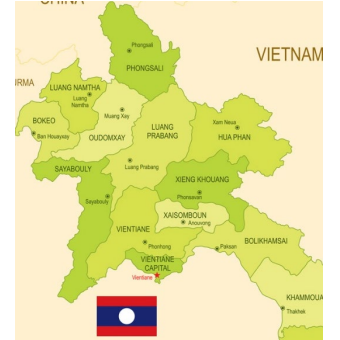 CHINA
Phongsali
PHONGSALI
VIETNAM
URMA
LUANG NAMTHA
Luang
Namtha
Muang Xay
BOKEO
LUANG
PRABANG
Xam Neua
HUA PHAN
Ban Houayxay
OUDOMXAY
Luang Prabang
SAYABOULY
XIENG KHOUANG
Phonsavan
Sayabouly
XAISOMBOUN
Anouvong
VIENTIANE
Phonhong
Paksan
BOLIKHAMSAI
VIENTIANE
CAPITAL
Vientiane
KHAMMOUA
Thakhek